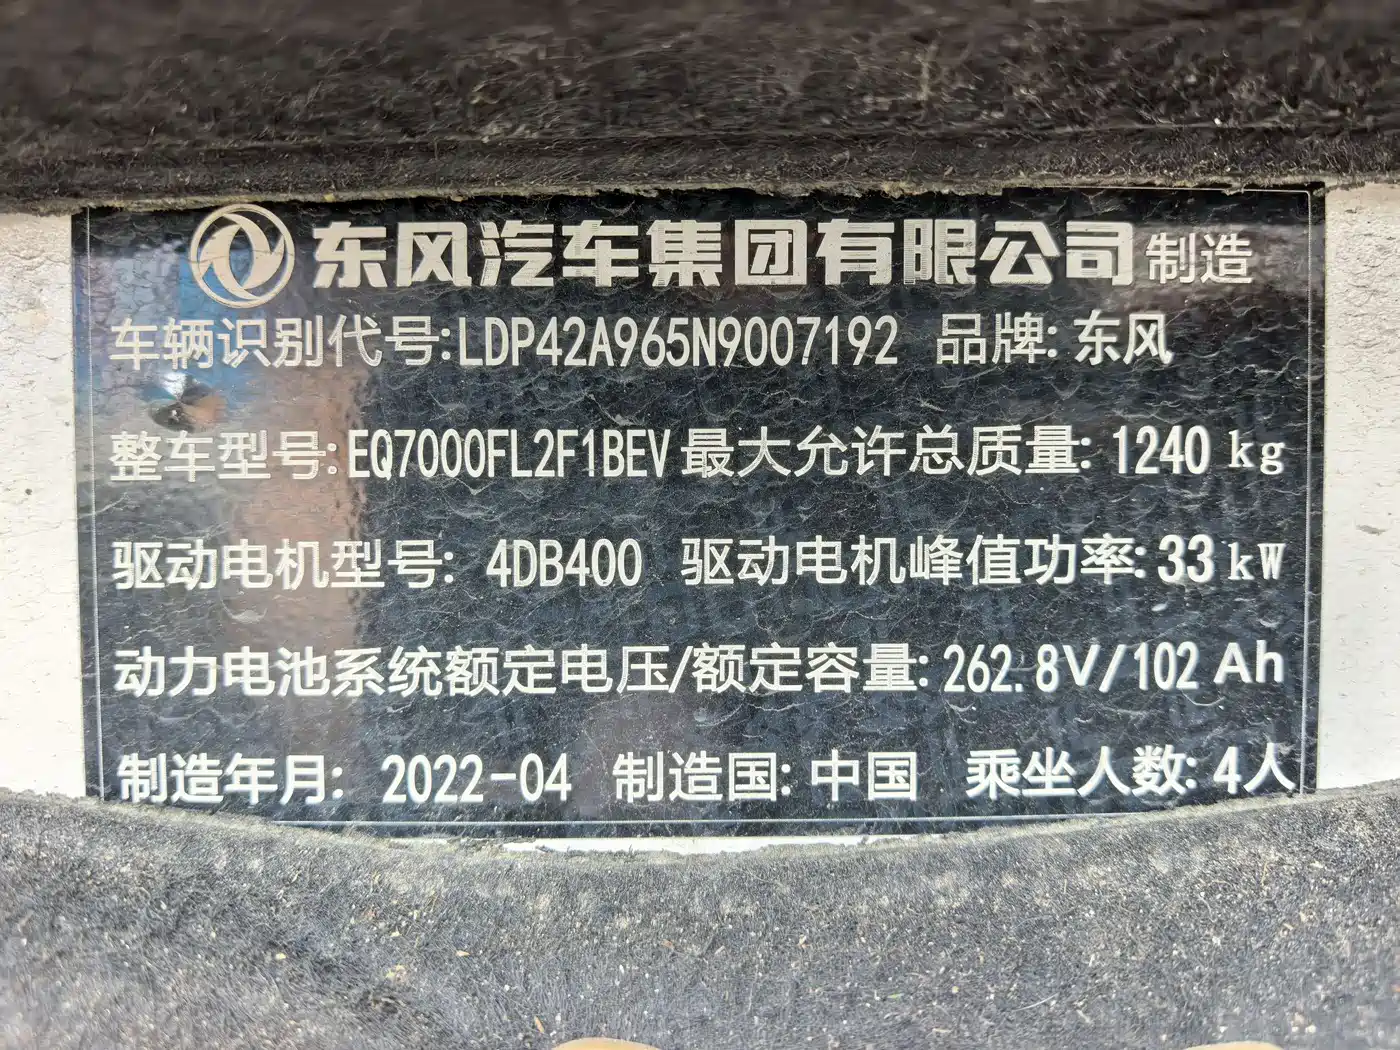 东风汽车集团有限公司制造
车辆识别代号:LDP42A965N9007192 品牌:东风
整车型号:EQ7000FL2F1BEV 最大允许总质量:1240 kg
驱动电机型号: 4DB400 驱动电机峰值功率:33 kW
动力电池系统额定电压/额定容量:262.8V/102 Ah
制造年月: 2022-04 制造国:中国 乘坐人数:4人